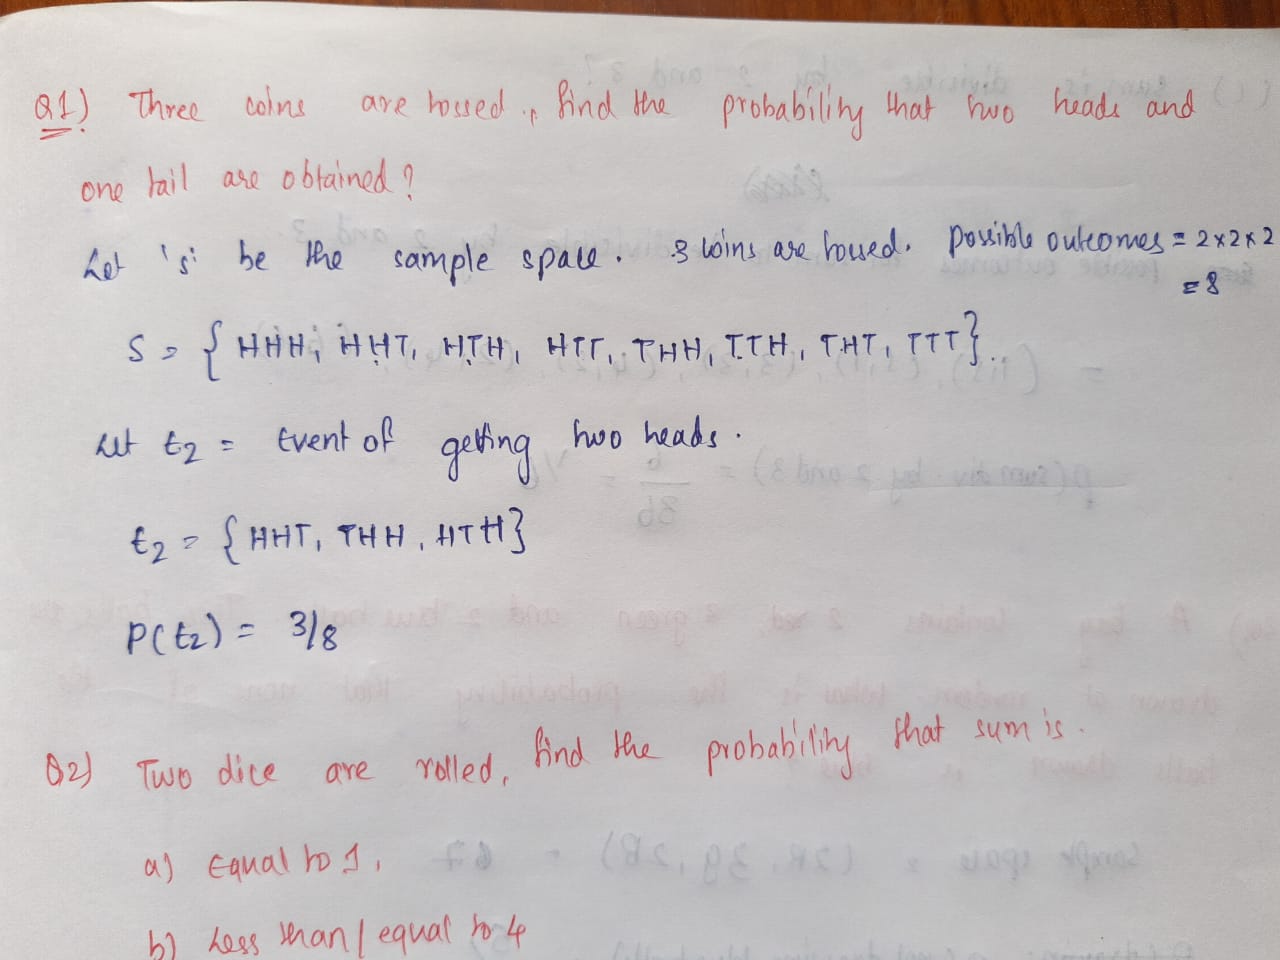 Q1) Three coins are tossed, find the probability that two heads and
one tail are obtained?
Let 's' be the sample space. 3 coins are tossed. possible outcomes = 2x2x2
= 8
S = { HHH, HHT, HTH, HTT, THH, TTH, THT, TTT}.
Let E2 = Event of getting two heads.
E2 = { HHT, THH, HTH}
P(E2) = 3/8
Q2) Two dice are rolled, find the probability that sum is.
a) Equal to 1,
b) Less than/equal to 4